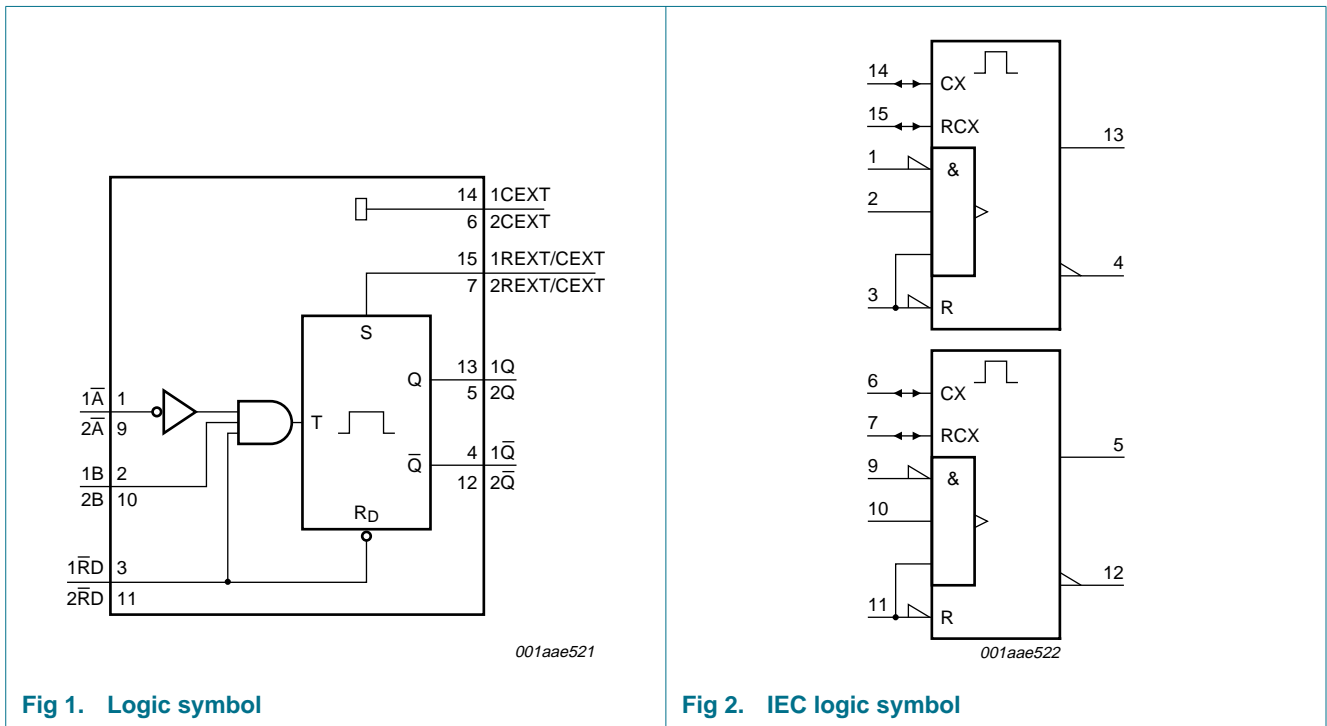 14 1CEXT
6 2CEXT
15 1REXT/CEXT
7 2REXT/CEXT
S
Q
13 1Q
5 2Q
T
1A̅ 1
2A̅ 9
Q̅
4 1Q̅
12 2Q̅
1B 2
2B 10
RD
1R̅D 3
2R̅D 11
001aae521
Fig 1. Logic symbol
14 CX
15 RCX
13
1 &
2
4
3 R
6 CX
7 RCX
5
9 &
10
12
11 R
001aae522
Fig 2. IEC logic symbol